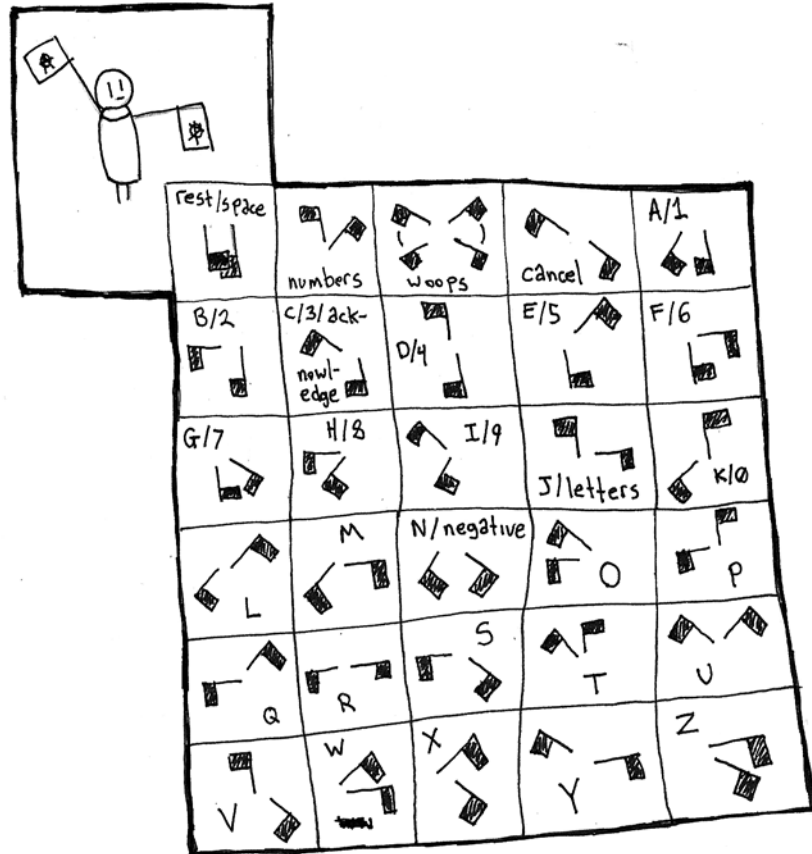 rest/space
numbers
woops
cancel
A/1
B/2
C/3/ack-
nowl-
edge
D/4
E/5
F/6
G/7
H/8
I/9
J/letters
K/0
L
M
N/negative
O
P
Q
R
S
T
U
V
W
X
Y
Z